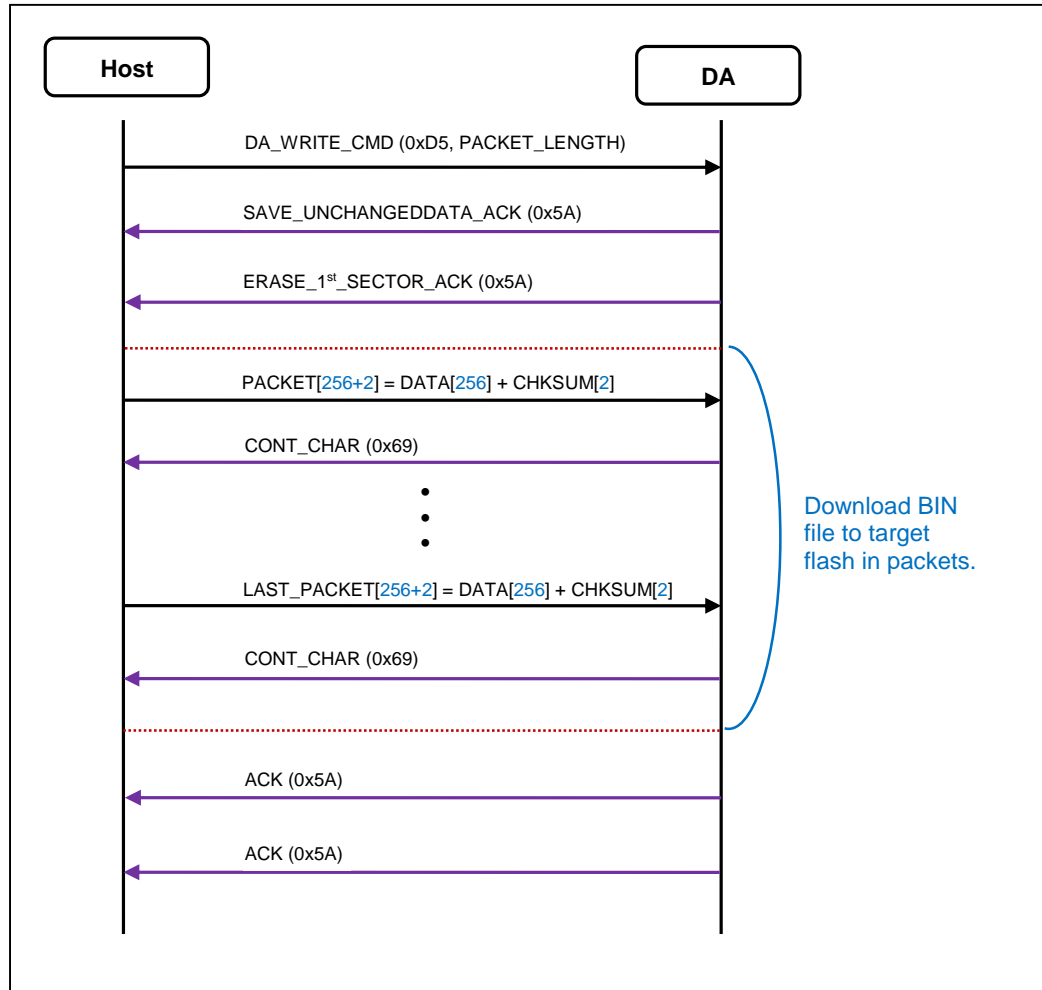 Host
DA
DA_WRITE_CMD (0xD5, PACKET_LENGTH)
SAVE_UNCHANGEDDATA_ACK (0x5A)
ERASE_1st_SECTOR_ACK (0x5A)
PACKET[256+2] = DATA[256] + CHKSUM[2]
CONT_CHAR (0x69)
Download BIN
file to target
flash in packets.
LAST_PACKET[256+2] = DATA[256] + CHKSUM[2]
CONT_CHAR (0x69)
ACK (0x5A)
ACK (0x5A)